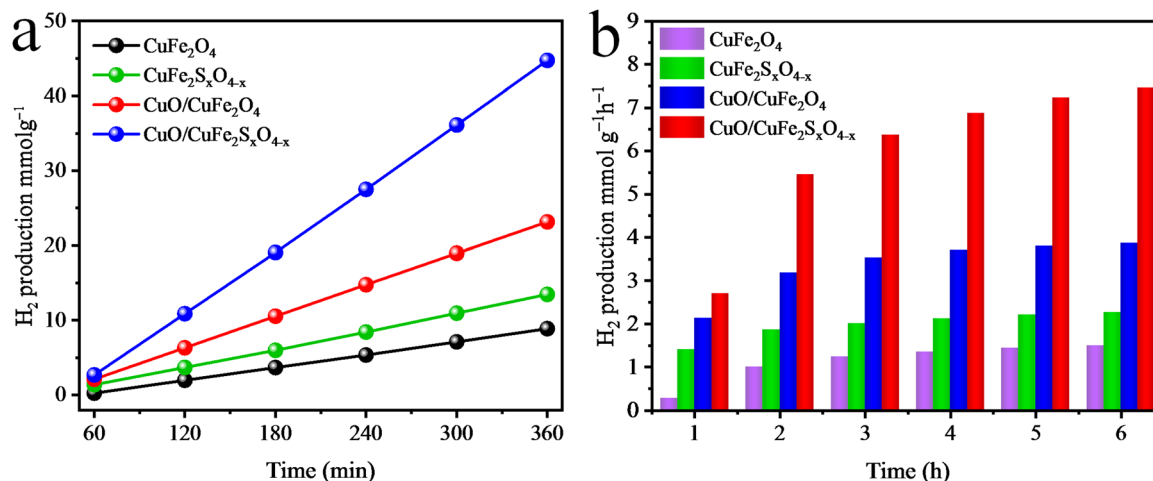 a
H₂ production mmolg⁻¹
50
40
30
20
10
0
CuFe₂O₄
CuFe₂SₓO₄₋ₓ
CuO/CuFe₂O₄
CuO/CuFe₂SₓO₄₋ₓ
60 120 180 240 300 360
Time (min)
b
H₂ production mmol g⁻¹h⁻¹
9
8
7
6
5
4
3
2
1
0
CuFe₂O₄
CuFe₂SₓO₄₋ₓ
CuO/CuFe₂O₄
CuO/CuFe₂SₓO₄₋ₓ
1 2 3 4 5 6
Time (h)